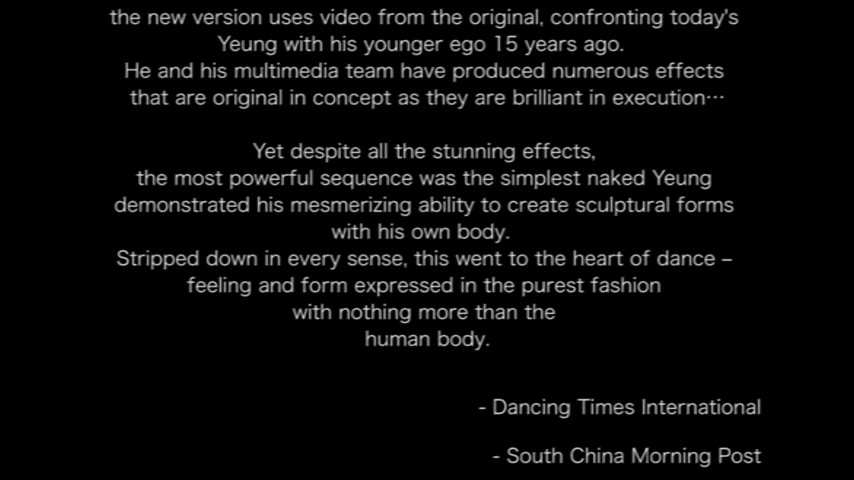 the new version uses video from the original, confronting today's
Yeung with his younger ego 15 years ago.
He and his multimedia team have produced numerous effects
that are original in concept as they are brilliant in execution…
Yet despite all the stunning effects,
the most powerful sequence was the simplest naked Yeung
demonstrated his mesmerizing ability to create sculptural forms
with his own body.
Stripped down in every sense, this went to the heart of dance –
feeling and form expressed in the purest fashion
with nothing more than the
human body.
- Dancing Times International
- South China Morning Post